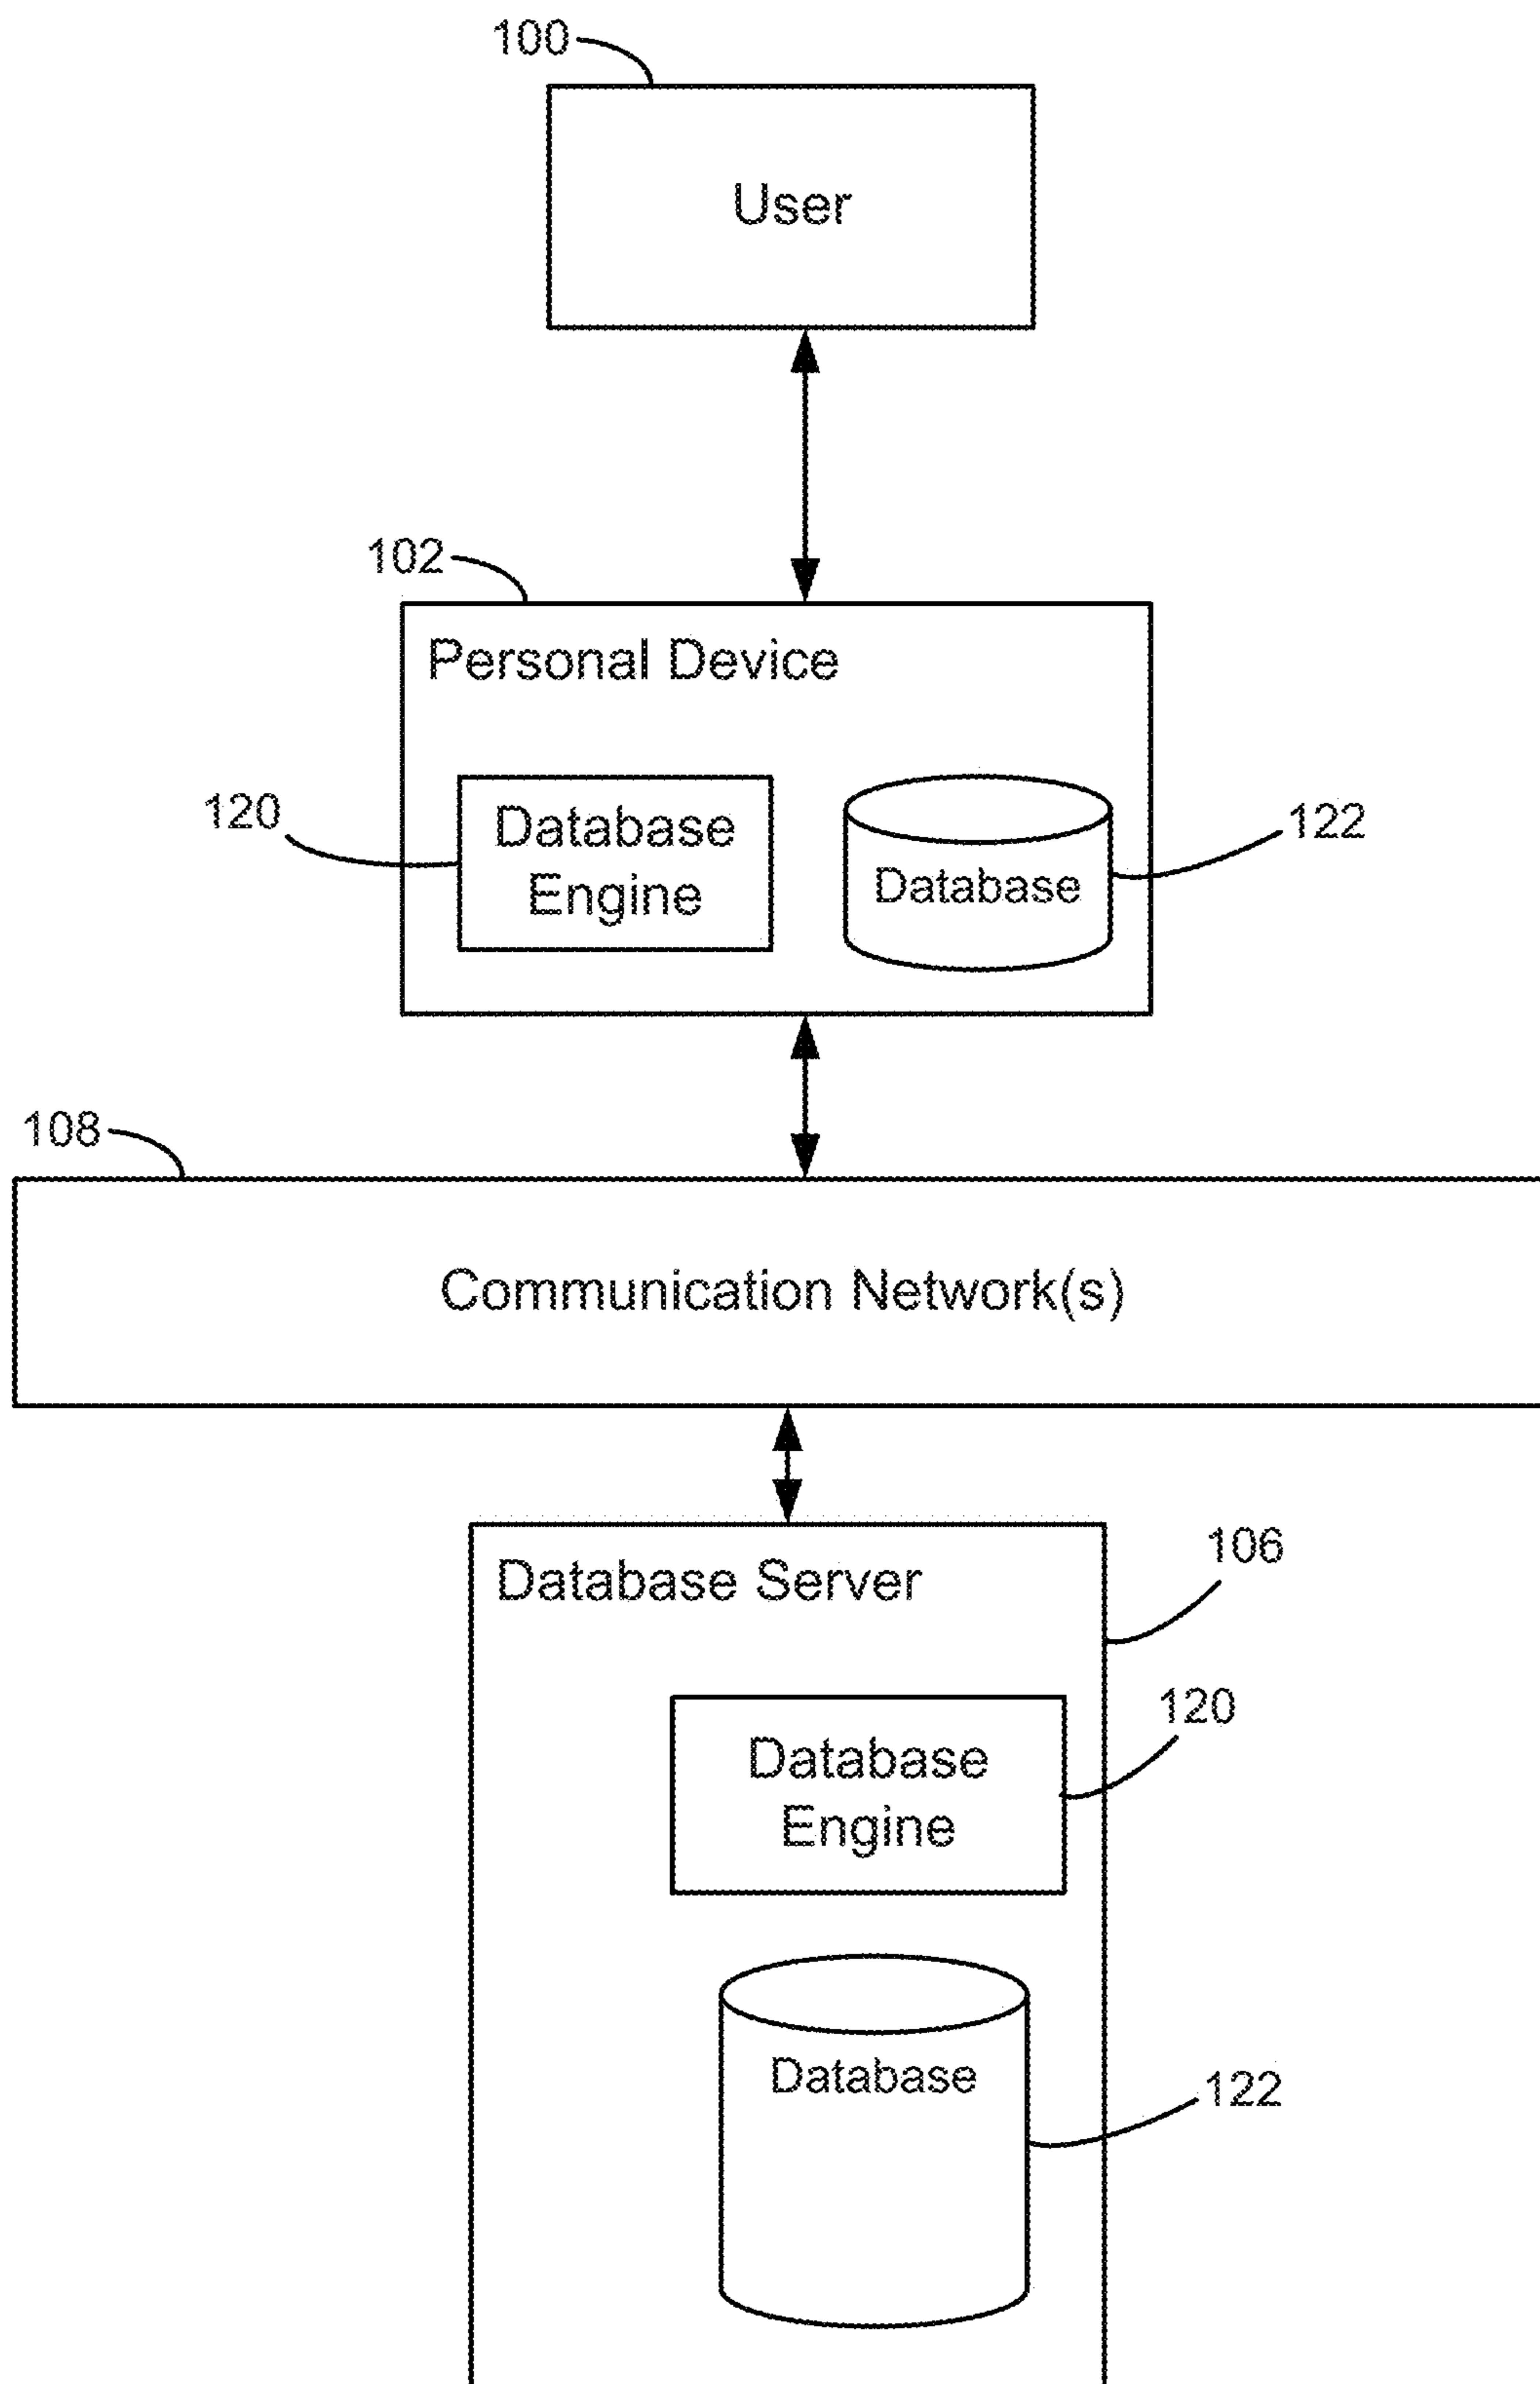 100
User
102
Personal Device
120
Database
Engine
Database
122
108
Communication Network(s)
Database Server
106
Database
Engine
120
Database
122